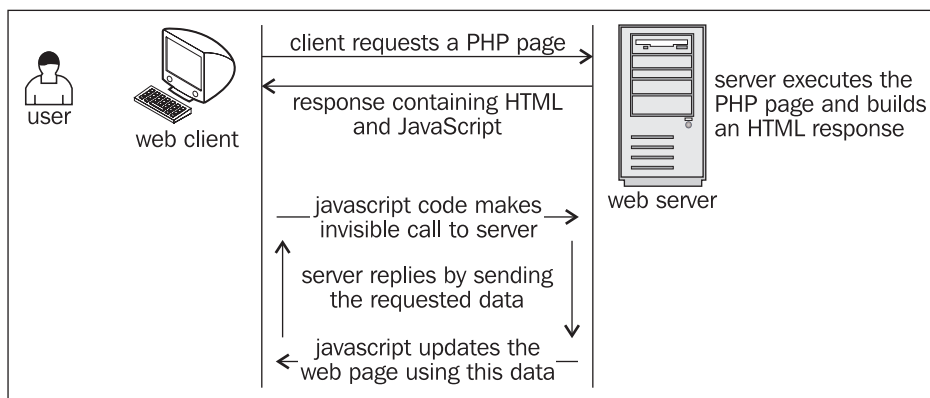 client requests a PHP page
response containing HTML
and JavaScript
user
web client
server executes the
PHP page and builds
an HTML response
web server
javascript code makes
invisible call to server
server replies by sending
the requested data
javascript updates the
web page using this data